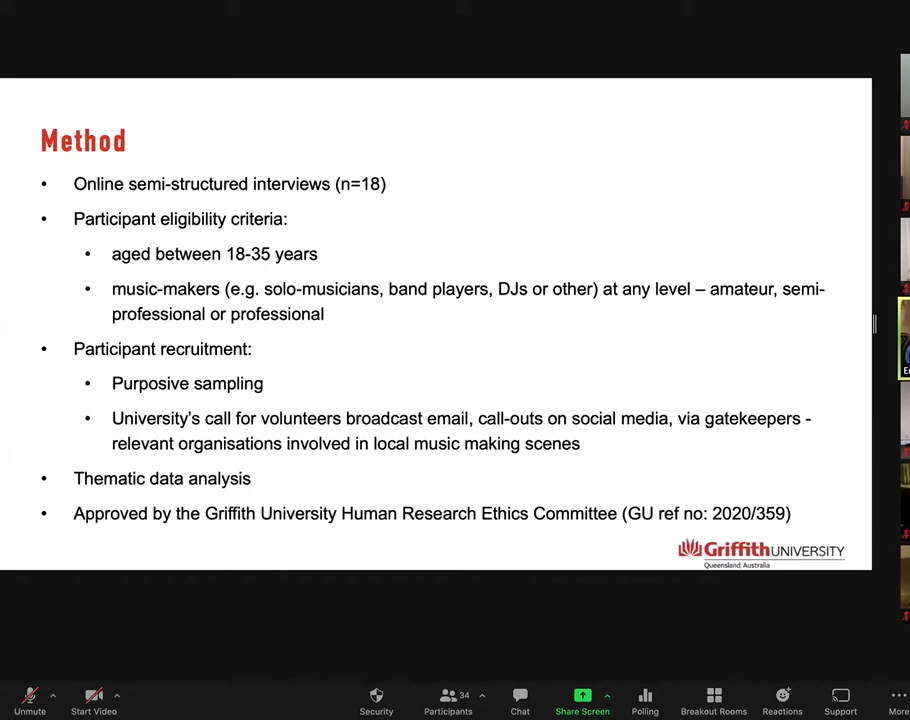 Method
• Online semi-structured interviews (n=18)
• Participant eligibility criteria:
• aged between 18-35 years
• music-makers (e.g. solo-musicians, band players, DJs or other) at any level – amateur, semi-
professional or professional
• Participant recruitment:
• Purposive sampling
• University's call for volunteers broadcast email, call-outs on social media, via gatekeepers -
relevant organisations involved in local music making scenes
• Thematic data analysis
• Approved by the Griffith University Human Research Ethics Committee (GU ref no: 2020/359)
Griffith UNIVERSITY
Queensland, Australia
Unmute
Start Video
Security
34
Participants
Chat
Share Screen
Polling
Breakout Rooms
Reactions
Support
More